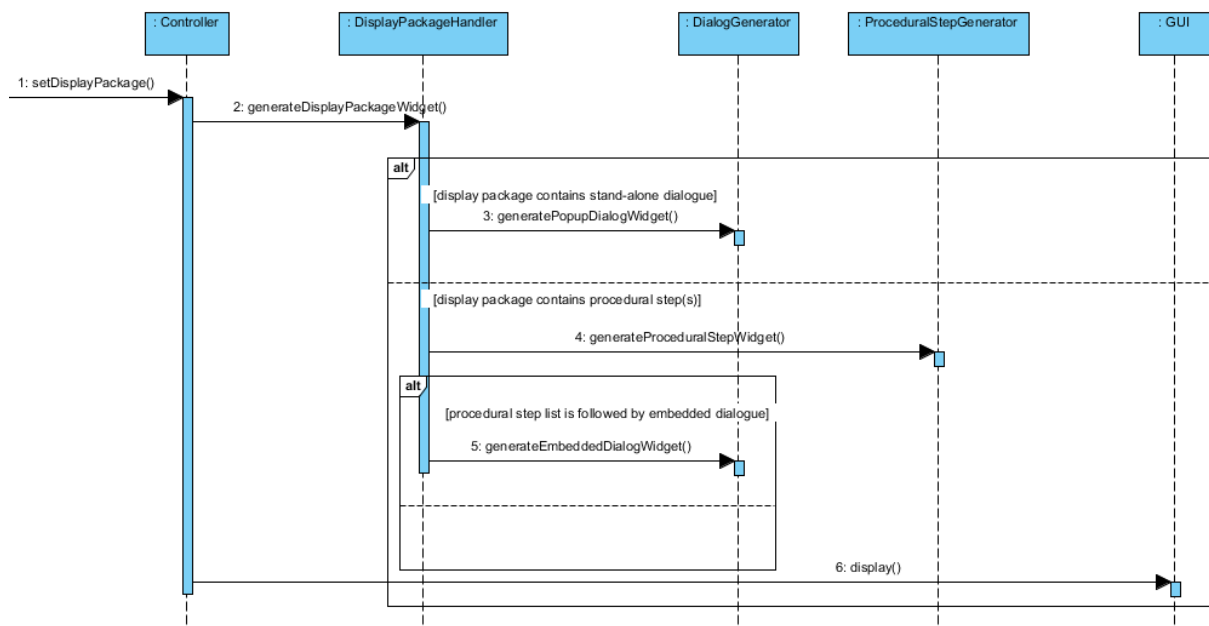 : Controller
: DisplayPackageHandler
: DialogGenerator
: ProceduralStepGenerator
: GUI
1: setDisplayPackage()
2: generateDisplayPackageWidget()
alt
[display package contains stand-alone dialogue]
3: generatePopupDialogWidget()
[display package contains procedural step(s)]
4: generateProceduralStepWidget()
alt
[procedural step list is followed by embedded dialogue]
5: generateEmbeddedDialogWidget()
6: display()